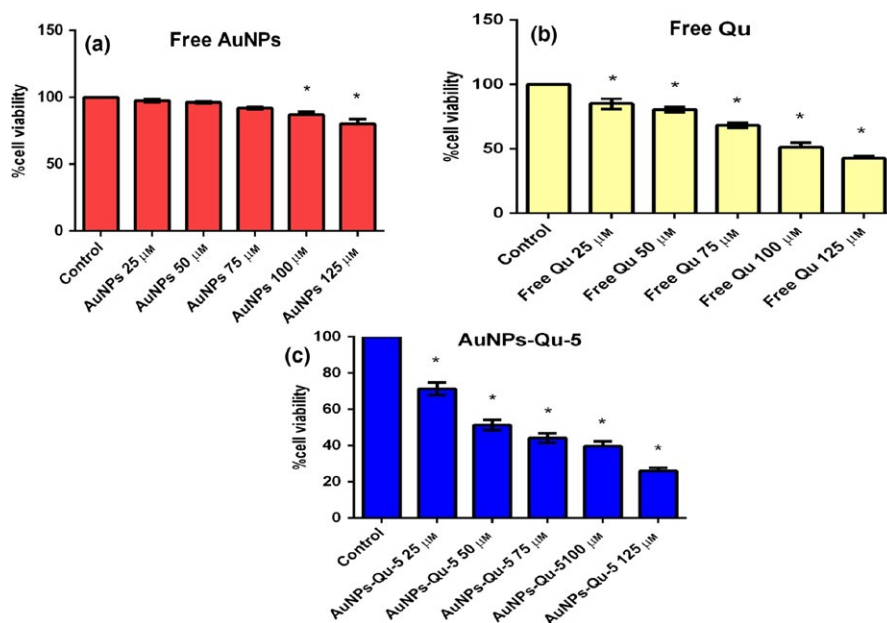 (a) Free AuNPs
%cell viability
150
100
50
0
Control
AuNPs 25 μM
AuNPs 50 μM
AuNPs 75 μM
AuNPs 100 μM
* *
AuNPs 125 μM
(b) Free Qu
%cell viability
150
100
50
0
* * * * *
Control
Free Qu 25 μM
Free Qu 50 μM
Free Qu 75 μM
Free Qu 100 μM
Free Qu 125 μM
(c) AuNPs-Qu-5
%cell viability
100
80
60
40
20
0
* * * * *
Control
AuNPs-Qu-5 25 μM
AuNPs-Qu-5 50 μM
AuNPs-Qu-5 75 μM
AuNPs-Qu-5100 μM
AuNPs-Qu-5 125 μM